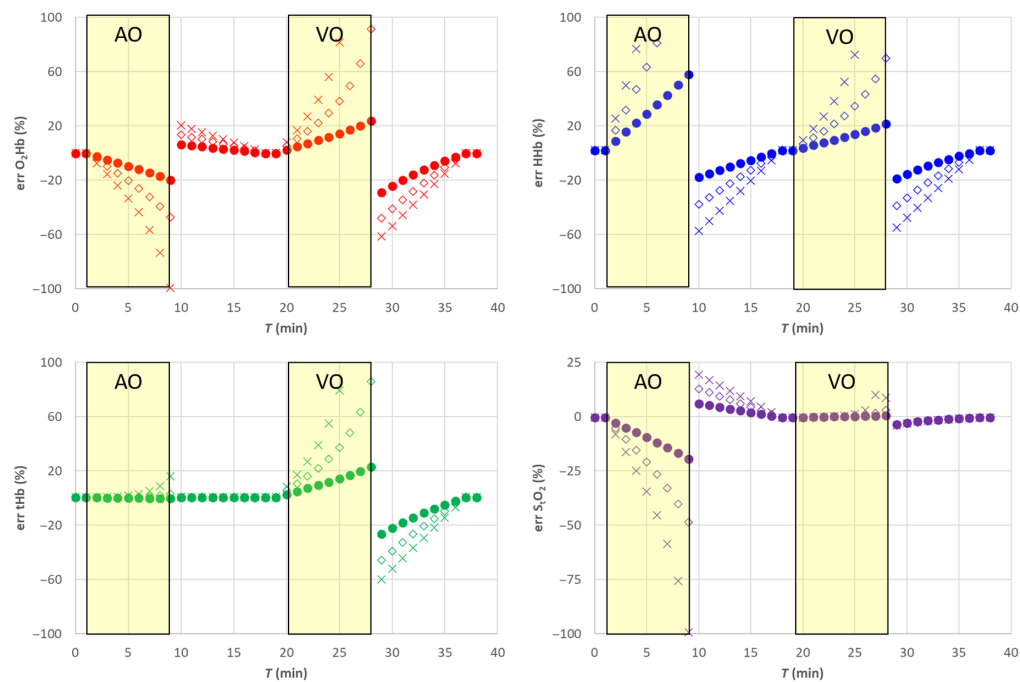 100
60
20
−20
−60
−100
err O₂Hb (%)
AO
VO
0 5 10 15 20 25 30 35 40
T (min)
100
60
20
−20
−60
−100
err HHb (%)
AO
VO
0 5 10 15 20 25 30 35 40
T (min)
100
60
20
−20
−60
−100
err tHb (%)
AO
VO
0 5 10 15 20 25 30 35 40
T (min)
25
0
−25
−50
−75
−100
err SₜO₂ (%)
AO
VO
0 5 10 15 20 25 30 35 40
T (min)